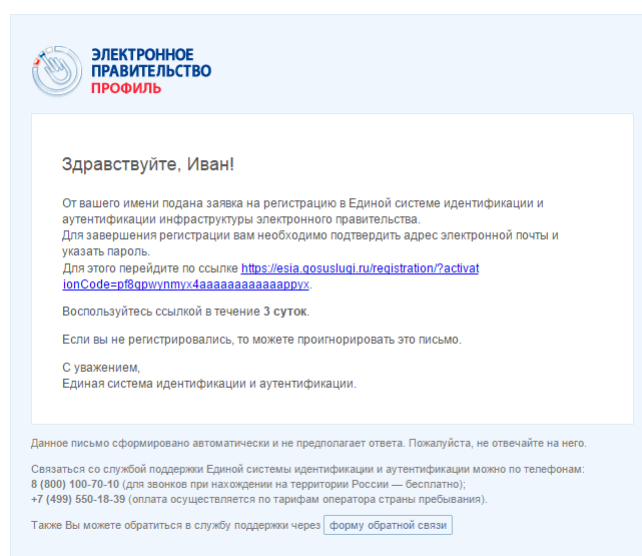 ЭЛЕКТРОННОЕ
ПРАВИТЕЛЬСТВО
ПРОФИЛЬ
Здравствуйте, Иван!
От вашего имени подана заявка на регистрацию в Единой системе идентификации и
аутентификации инфраструктуры электронного правительства.
Для завершения регистрации вам необходимо подтвердить адрес электронной почты и
указать пароль.
Для этого перейдите по ссылке https://esia.gosuslugi.ru/registration/?activat
ionCode=pf8gpwynmyx4aaaaaaaaaaappyx.
Воспользуйтесь ссылкой в течение 3 суток.
Если вы не регистрировались, то можете проигнорировать это письмо.
С уважением,
Единая система идентификации и аутентификации.
Данное письмо сформировано автоматически и не предполагает ответа. Пожалуйста, не отвечайте на него.
Связаться со службой поддержки Единой системы идентификации и аутентификации можно по телефонам:
8 (800) 100-70-10 (для звонков при нахождении на территории России — бесплатно);
+7 (499) 550-18-39 (оплата осуществляется по тарифам оператора страны пребывания).
Также Вы можете обратиться в службу поддержки через форму обратной связи